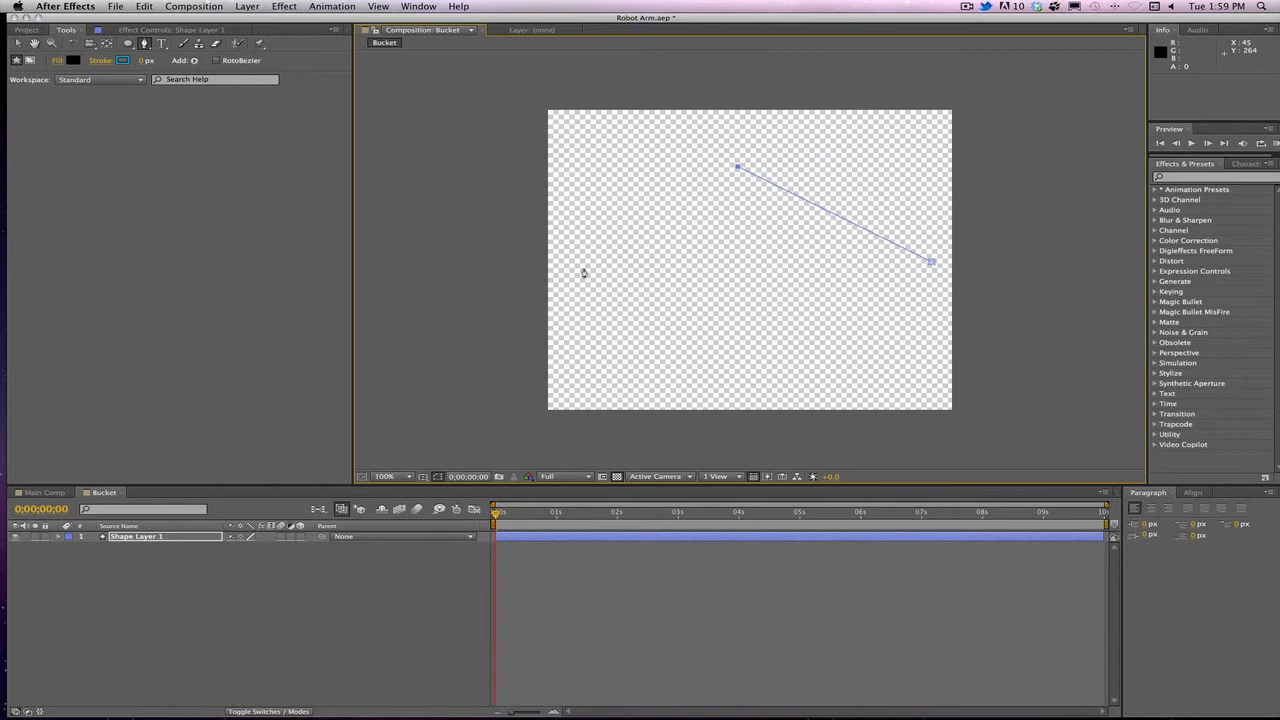 After Effects File Edit Composition Layer Effect Animation View Window Help 10 Tue 1:59 PM
Robot Arm.aep *
Project Tools Effect Controls: Shape Layer 1 Composition: Bucket Layer: (none) Info Audio
Bucket
R: G: B: A: 0
X: 45
Y: 264
Fill: Stroke: 0 px Add: RotoBezier
Workspace: Standard Search Help
Preview
Effects & Presets Charact
* Animation Presets
3D Channel
Audio
Blur & Sharpen
Channel
Color Correction
Digieffects FreeForm
Distort
Expression Controls
Generate
Keying
Magic Bullet
Magic Bullet MisFire
Matte
Noise & Grain
Obsolete
Perspective
Simulation
Stylize
Synthetic Aperture
Text
Time
Transition
Trapcode
Utility
Video Copilot
100% 0;00;00;00 Full Active Camera 1 View +0.0
Main Comp Bucket Paragraph Align
0;00;00;00
01s 02s 03s 04s 05s 06s 07s 08s 09s
# Source Name Parent
1 Shape Layer 1 None
0 px 0 px 0 px
0 px 0 px
Toggle Switches / Modes